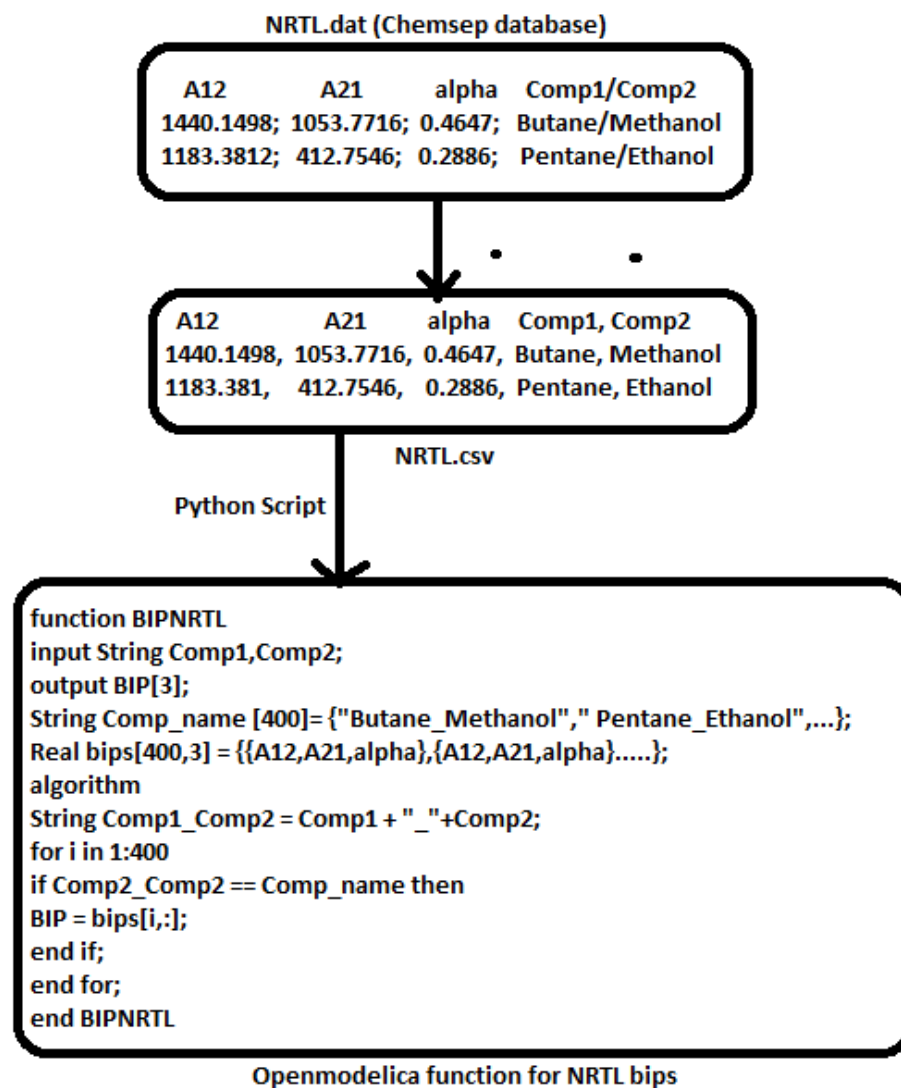 NRTL.dat (Chemsep database)
A12 A21 alpha Comp1/Comp2
1440.1498; 1053.7716; 0.4647; Butane/Methanol
1183.3812; 412.7546; 0.2886; Pentane/Ethanol
A12 A21 alpha Comp1, Comp2
1440.1498, 1053.7716, 0.4647, Butane, Methanol
1183.381, 412.7546, 0.2886, Pentane, Ethanol
NRTL.csv
Python Script
function BIPNRTL
input String Comp1,Comp2;
output BIP[3];
String Comp_name [400]= {"Butane_Methanol"," Pentane_Ethanol",...};
Real bips[400,3] = {{A12,A21,alpha},{A12,A21,alpha}.....};
algorithm
String Comp1_Comp2 = Comp1 + "_"+Comp2;
for i in 1:400
if Comp2_Comp2 == Comp_name then
BIP = bips[i,:];
end if;
end for;
end BIPNRTL
Openmodelica function for NRTL bips